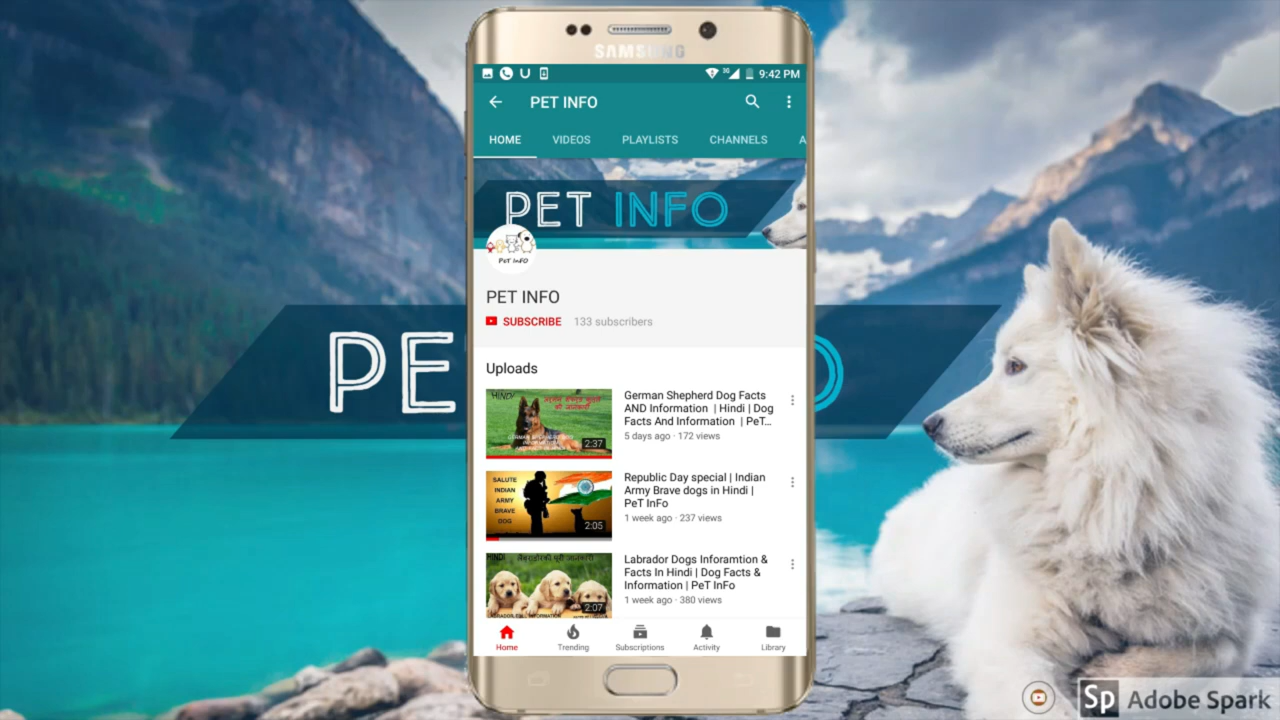 SAMSUNG
3G 9:42 PM
PET INFO
HOME VIDEOS PLAYLISTS CHANNELS A
PET INFO
PeT InFO
PET INFO
SUBSCRIBE 133 subscribers
PE O
Uploads
HINDI
2:37
German Shepherd Dog Facts
AND Information | Hindi | Dog
Facts And Information | PeT...
5 days ago · 172 views
SALUTE
INDIAN
ARMY
BRAVE
DOG
2:05
Republic Day special | Indian
Army Brave dogs in Hindi |
PeT InFo
1 week ago · 237 views
HINDI
2:07
Labrador Dogs Inforamtion &
Facts In Hindi | Dog Facts &
Information | PeT InFo
1 week ago · 380 views
Home Trending Subscriptions Activity Library
Sp Adobe Spark